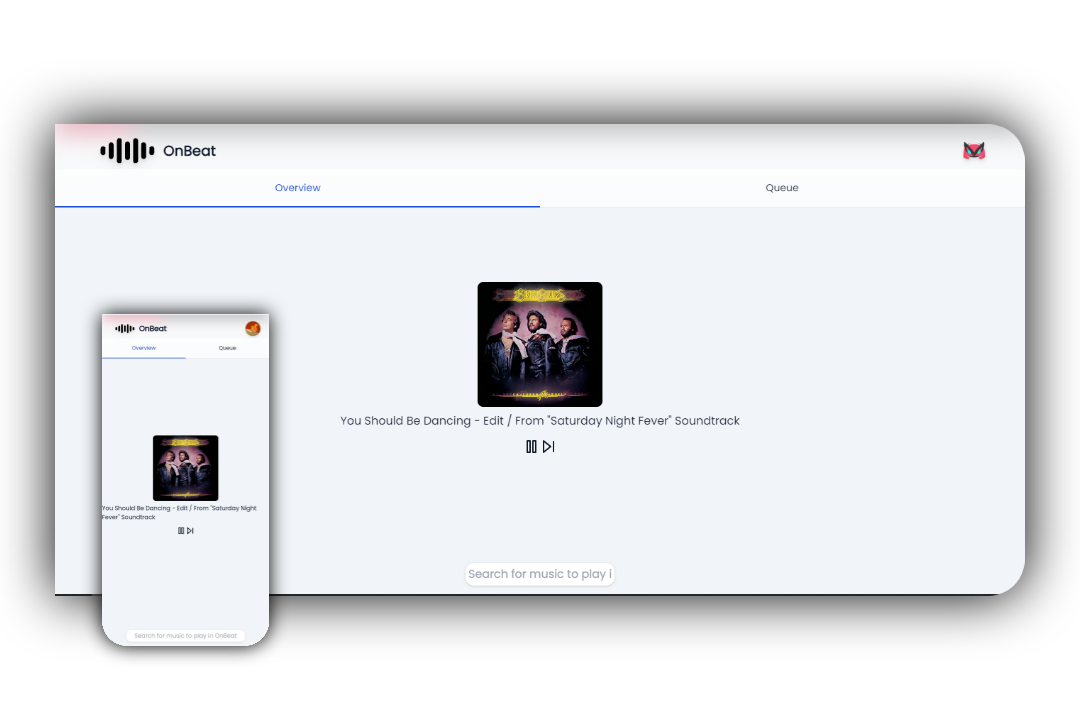 OnBeat
Overview
Queue
You Should Be Dancing - Edit / From "Saturday Night Fever" Soundtrack
Search for music to play i
OnBeat
Overview
Queue
You Should Be Dancing - Edit / From "Saturday Night
Fever" Soundtrack
Search for music to play in OnBeat